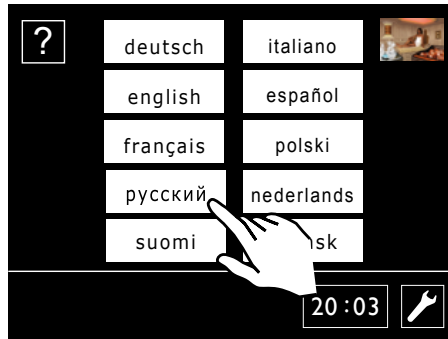 ?
deutsch italiano
english español
français polski
русский nederlands
suomi
20:03